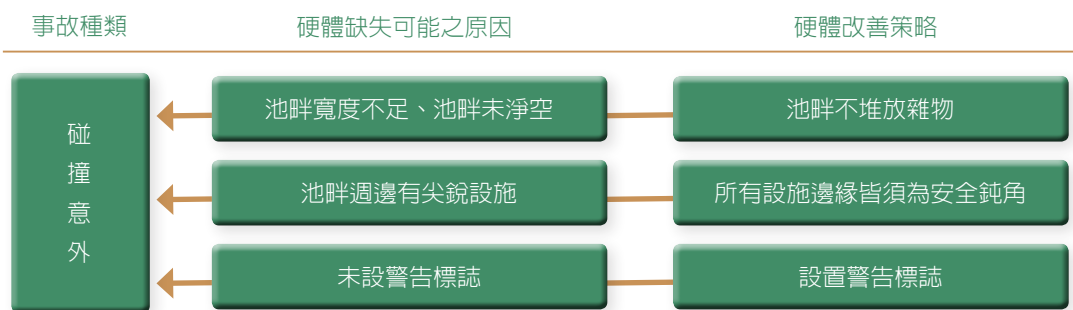 事故種類
硬體缺失可能之原因
硬體改善策略
碰撞意外
池畔寬度不足、池畔未淨空
池畔不堆放雜物
池畔週邊有尖銳設施
所有設施邊緣皆須為安全鈍角
未設警告標誌
設置警告標誌